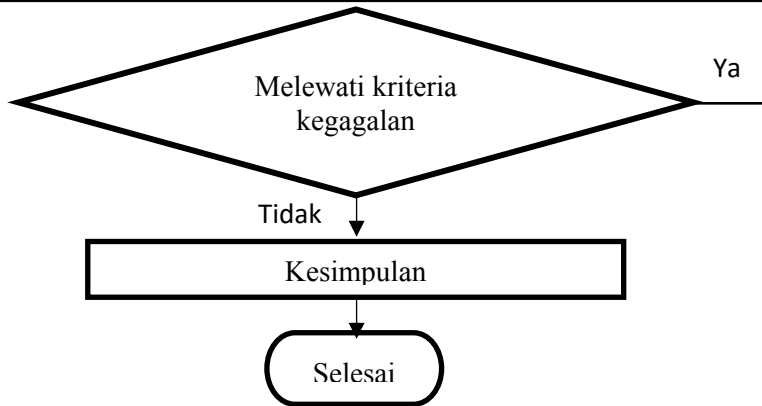 Melewati kriteria
kegagalan
Ya
Tidak
Kesimpulan
Selesai